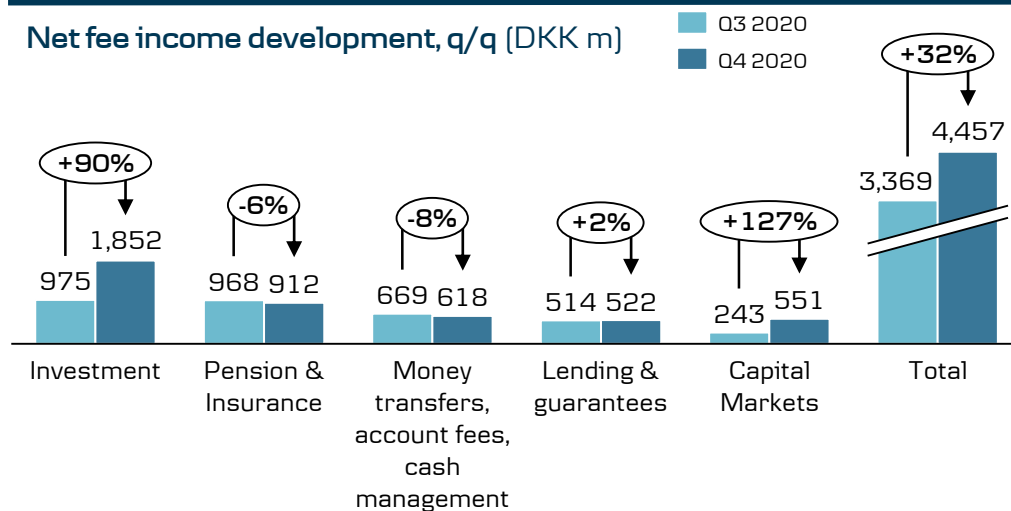 Net fee income development, q/q (DKK m)
Q3 2020
Q4 2020
+90%
-6%
-8%
+2%
+127%
+32%
975
1,852
968
912
669
618
514
522
243
551
3,369
4,457
Investment
Pension &
Insurance
Money
transfers,
account fees,
cash
management
Lending &
guarantees
Capital
Markets
Total